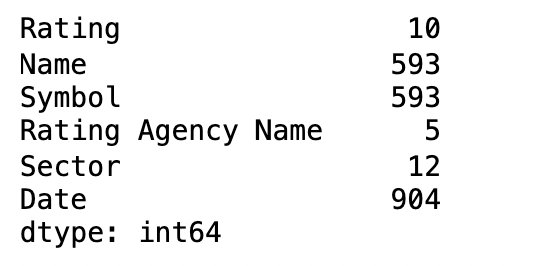 Rating 10
Name 593
Symbol 593
Rating Agency Name 5
Sector 12
Date 904
dtype: int64